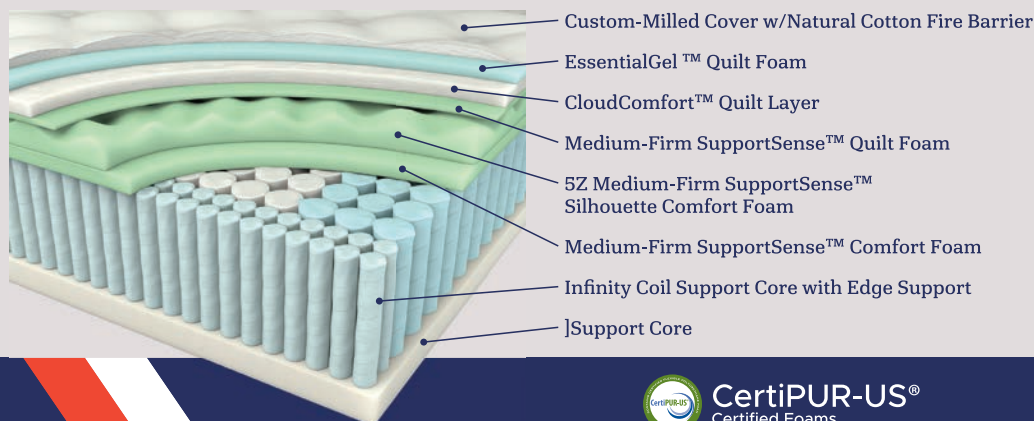 Custom-Milled Cover w/Natural Cotton Fire Barrier
EssentialGel ™ Quilt Foam
CloudComfort™ Quilt Layer
Medium-Firm SupportSense™ Quilt Foam
5Z Medium-Firm SupportSense™
Silhouette Comfort Foam
Medium-Firm SupportSense™ Comfort Foam
Infinity Coil Support Core with Edge Support
]Support Core
CertiPUR-US
CertiPUR-US®
Certified Foams